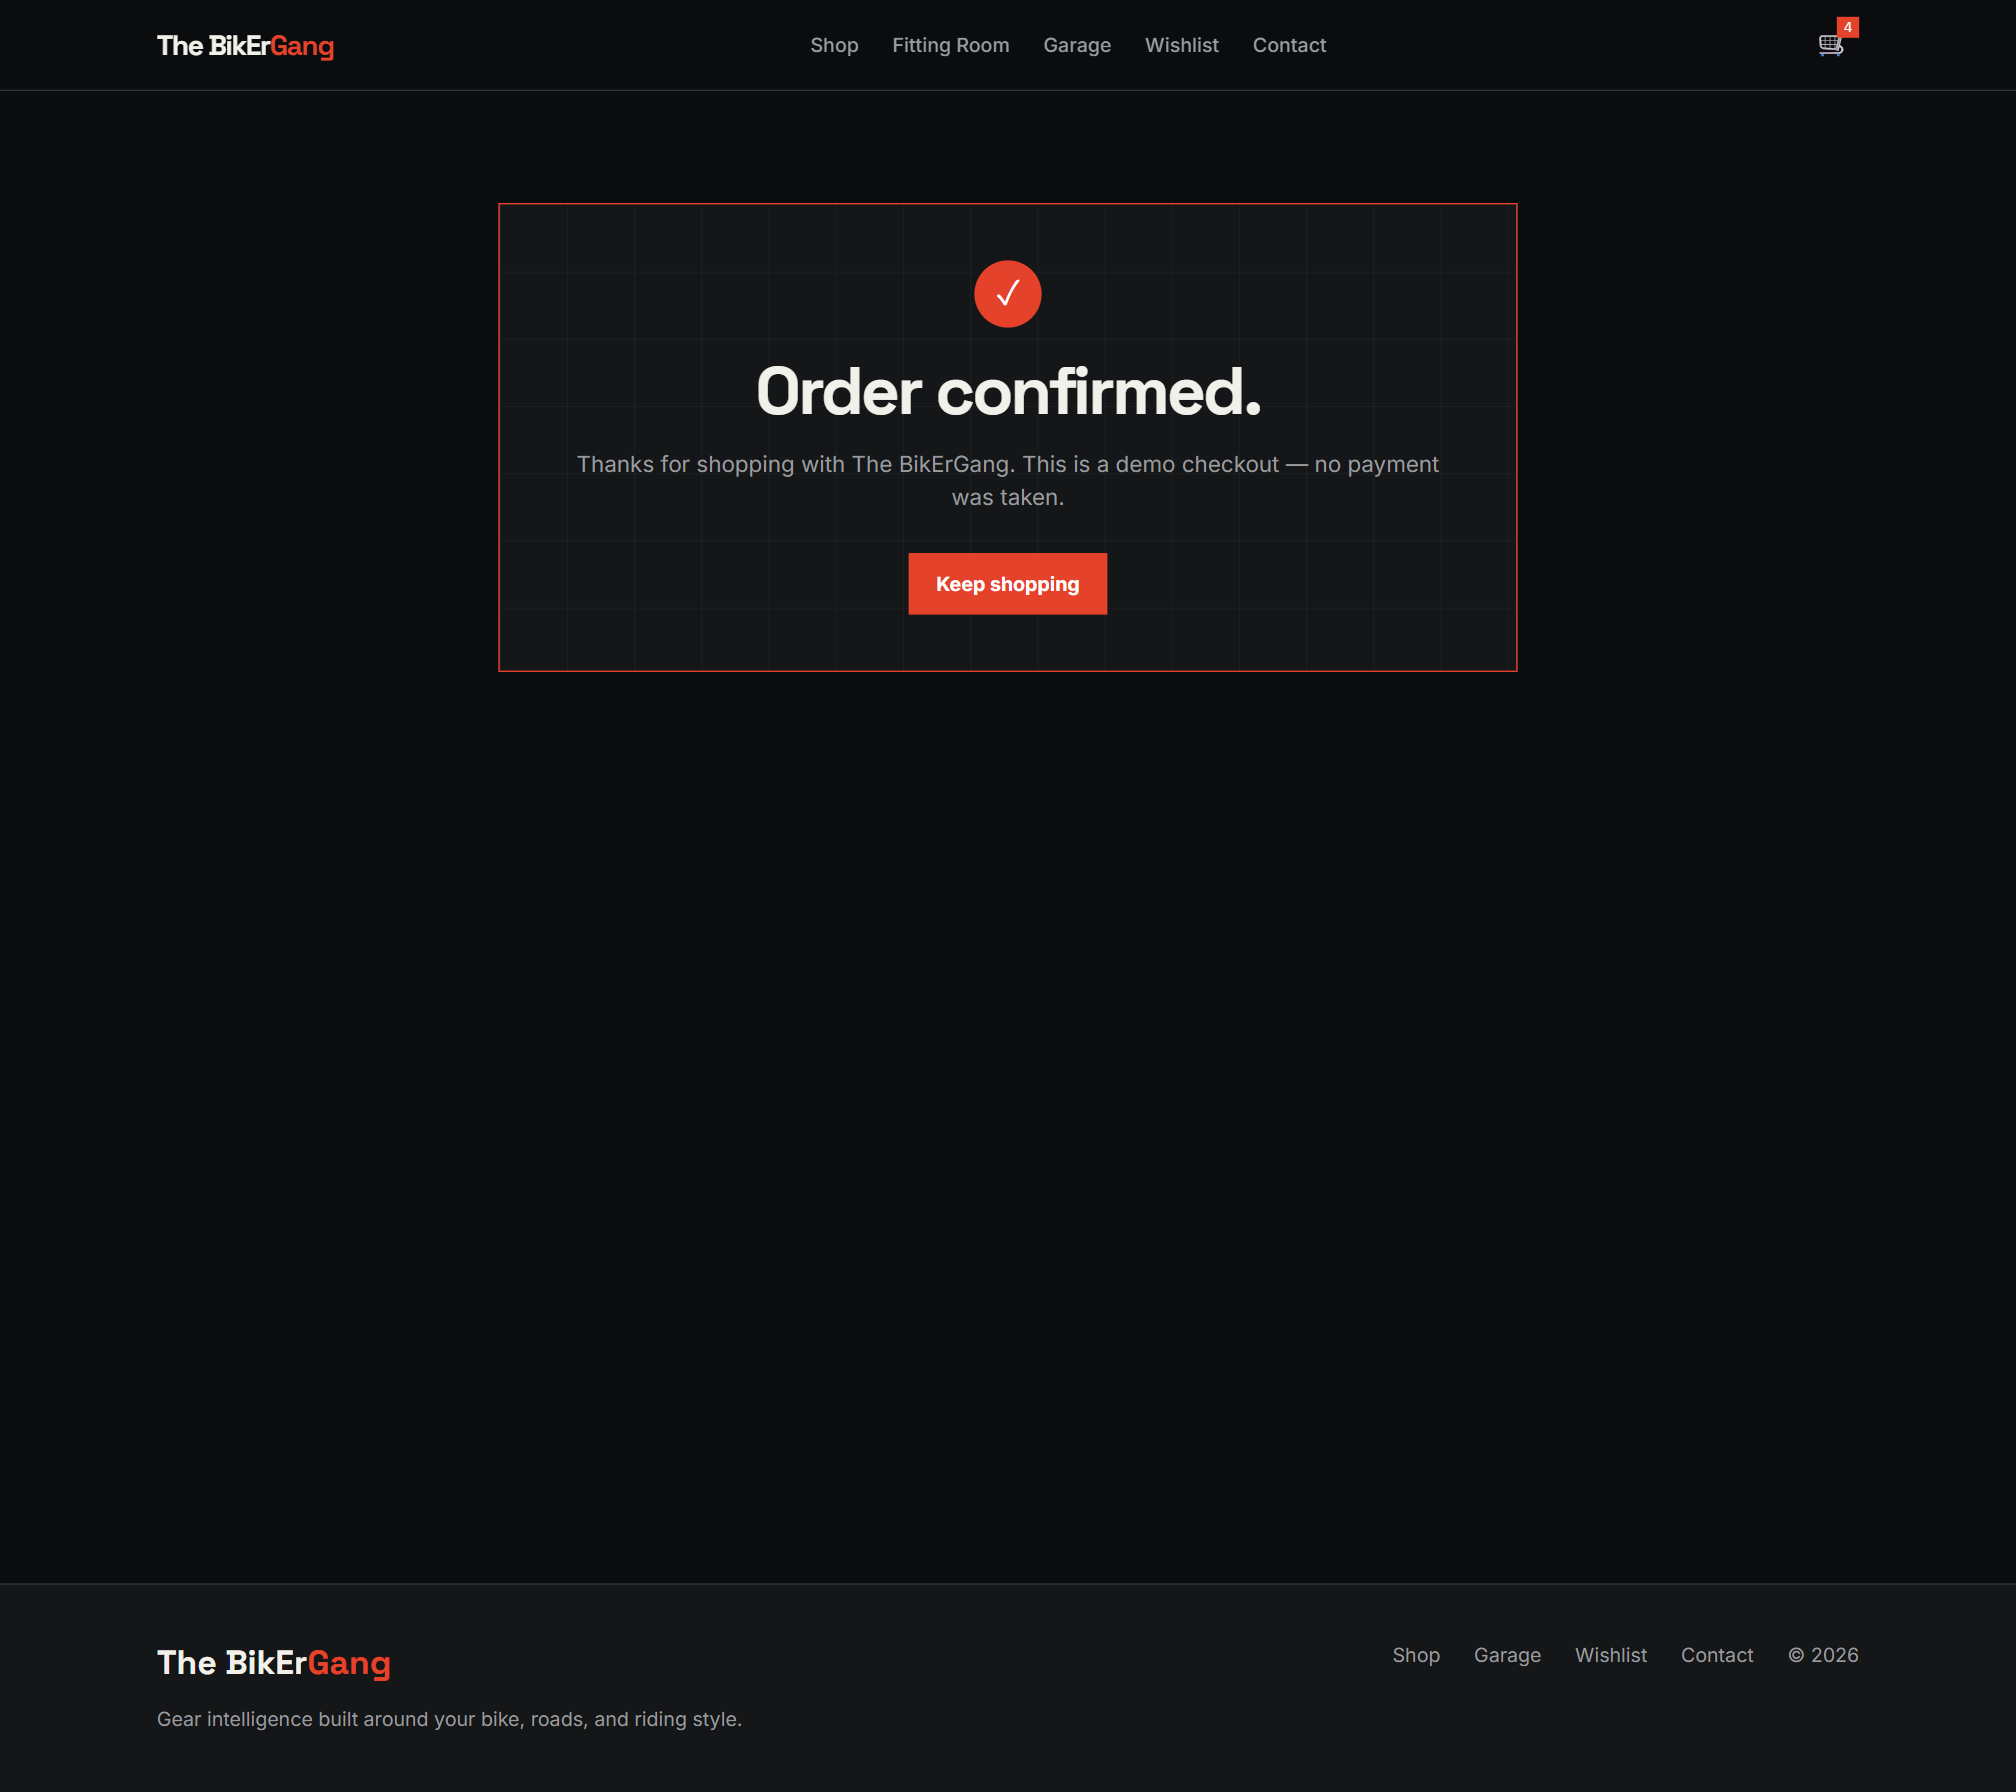 The BikErGang
Shop Fitting Room Garage Wishlist Contact
4
✓
Order confirmed.
Thanks for shopping with The BikErGang. This is a demo checkout — no payment
was taken.
Keep shopping
The BikErGang
Shop Garage Wishlist Contact © 2026
Gear intelligence built around your bike, roads, and riding style.